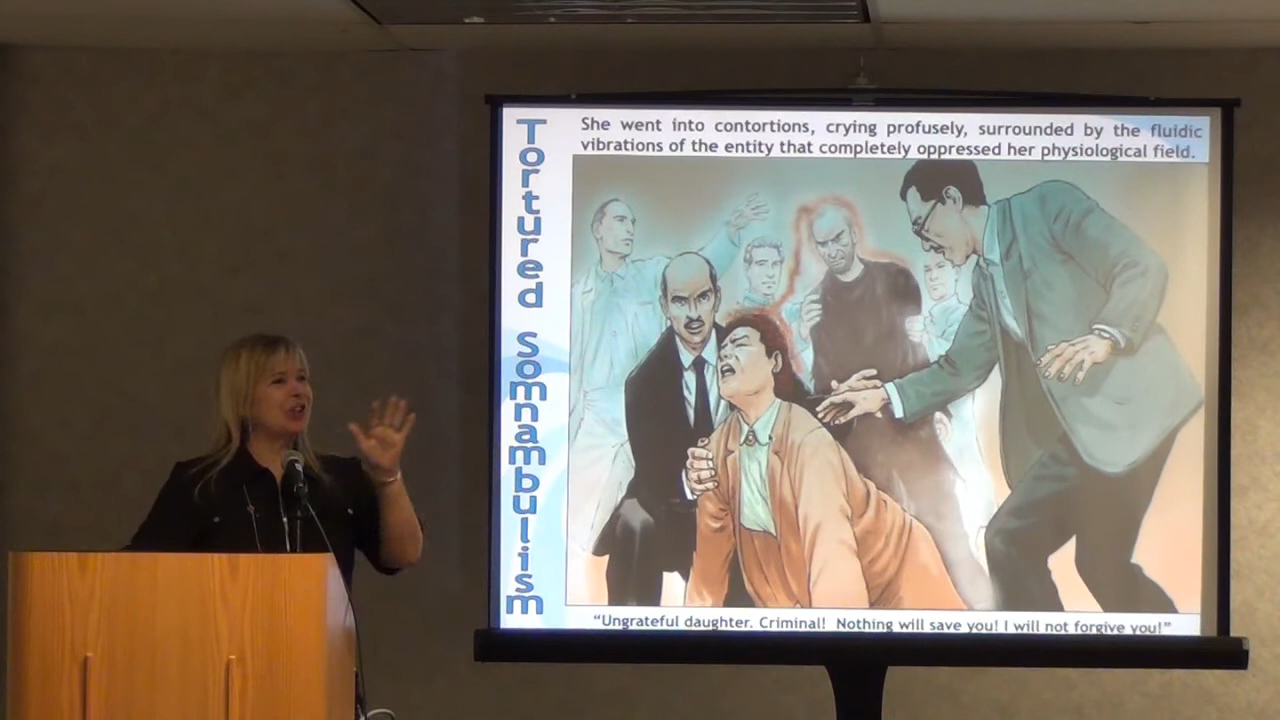 Tortured Somnambulism
She went into contortions, crying profusely, surrounded by the fluidic
vibrations of the entity that completely oppressed her physiological field.
“Ungrateful daughter. Criminal! Nothing will save you! I will not forgive you!”